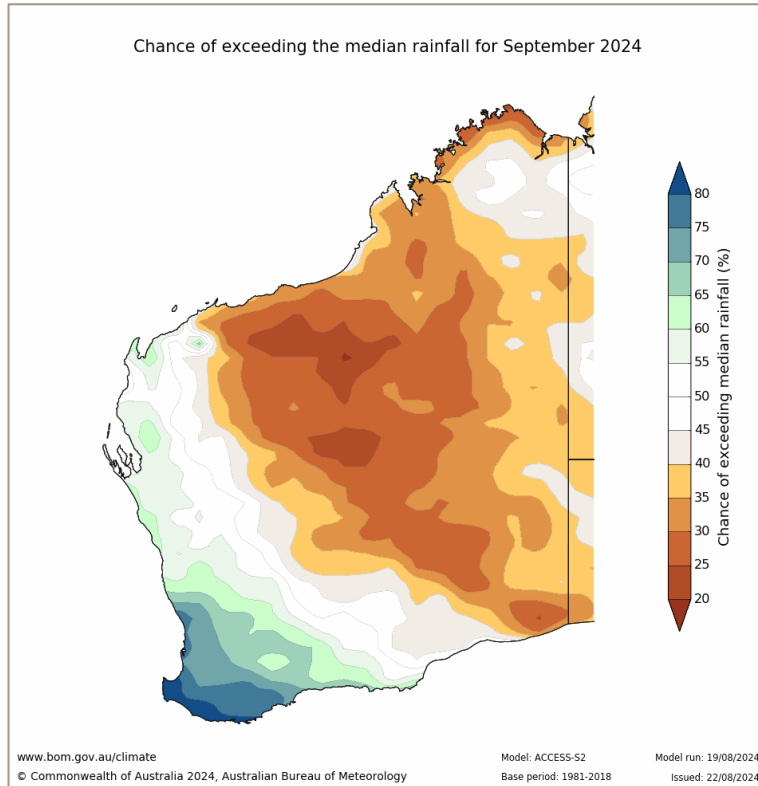 Chance of exceeding the median rainfall for September 2024
80
75
70
65
60
55
50
45
40
35
30
25
20
Chance of exceeding median rainfall (%)
www.bom.gov.au/climate
© Commonwealth of Australia 2024, Australian Bureau of Meteorology
Model: ACCESS-S2
Base period: 1981-2018
Model run: 19/08/2024
Issued: 22/08/2024